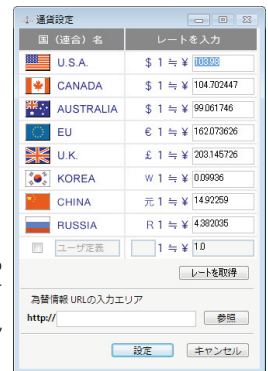 通貨設定
国（連合）名 レートを入力
U.S.A. $ 1 ≒ ¥ 103.98
CANADA $ 1 ≒ ¥ 104.702447
AUSTRALIA $ 1 ≒ ¥ 99.061746
EU € 1 ≒ ¥ 162.073626
U.K. £ 1 ≒ ¥ 203.145726
KOREA W 1 ≒ ¥ 0.09936
CHINA 元 1 ≒ ¥ 14.92259
RUSSIA R 1 ≒ ¥ 4.382035
ユーザ定義 1 ≒ ¥ 1.0
レートを取得
為替情報 URLの入力エリア
http:// 参照
設定 キャンセル